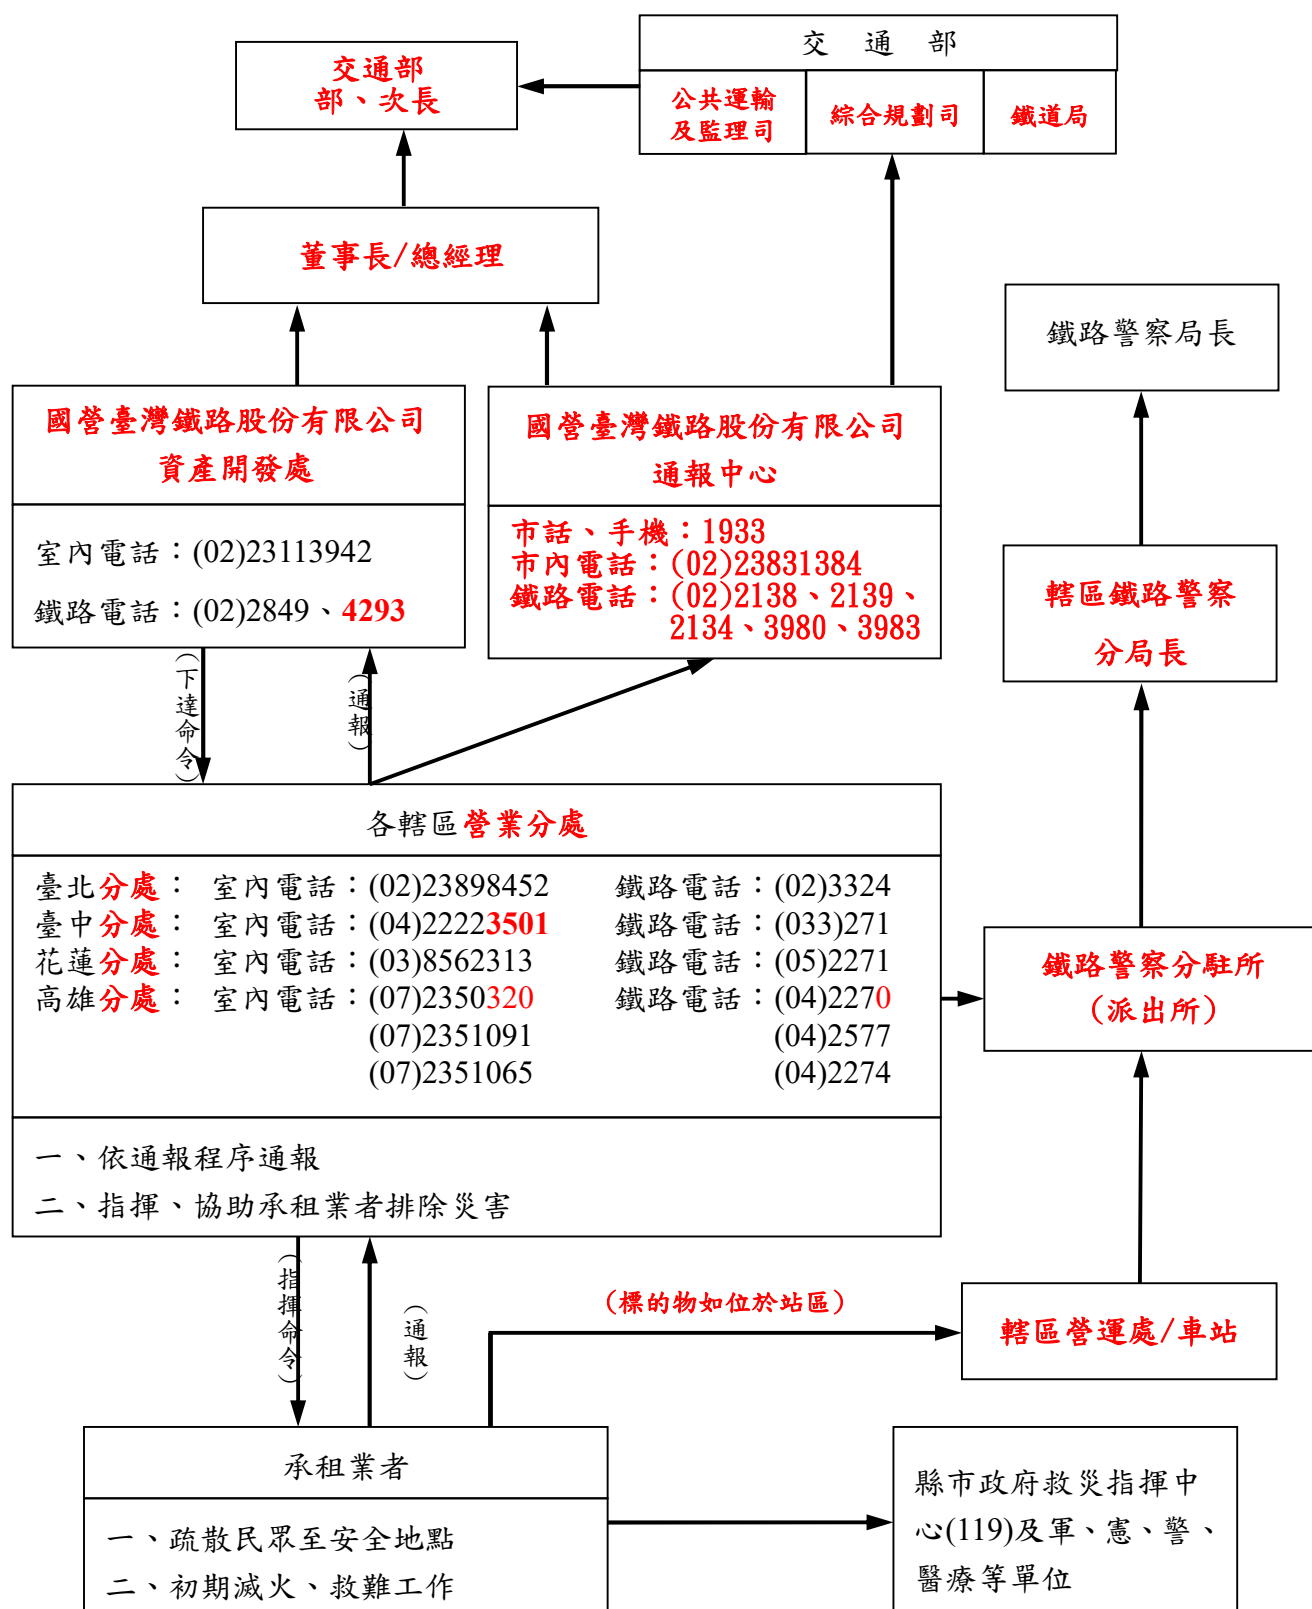 交 通 部
交通部
部、次長
公共運輸
及監理司
綜合規劃司
鐵道局
董事長/總經理
鐵路警察局長
國營臺灣鐵路股份有限公司
資產開發處
室內電話：(02)23113942
鐵路電話：(02)2849、4293
國營臺灣鐵路股份有限公司
通報中心
市話、手機：1933
市內電話：(02)23831384
鐵路電話：(02)2138、2139、
2134、3980、3983
轄區鐵路警察
分局長
(下達命令)
(通報)
各轄區營業分處
臺北分處： 室內電話：(02)23898452 鐵路電話：(02)3324
臺中分處： 室內電話：(04)22223501 鐵路電話：(033)271
花蓮分處： 室內電話：(03)8562313 鐵路電話：(05)2271
高雄分處： 室內電話：(07)2350320 鐵路電話：(04)2270
(07)2351091 (04)2577
(07)2351065 (04)2274
一、依通報程序通報
二、指揮、協助承租業者排除災害
鐵路警察分駐所
(派出所)
(指揮命令)
(通報)
(標的物如位於站區)
轄區營運處/車站
承租業者
一、疏散民眾至安全地點
二、初期滅火、救難工作
縣市政府救災指揮中
心(119)及軍、憲、警、
醫療等單位